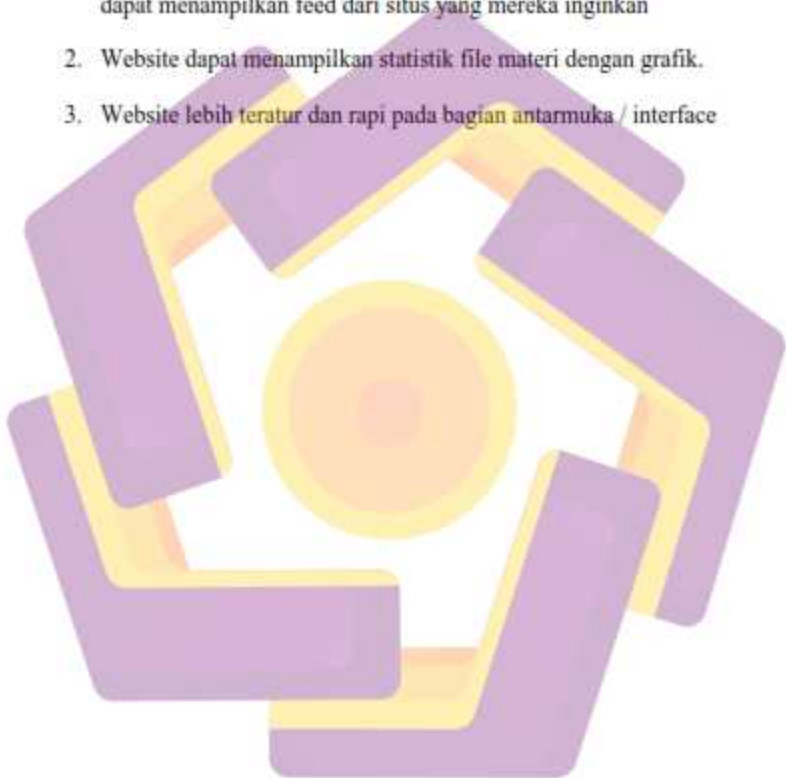 dapat menampilkan feed dari situs yang mereka inginkan
2. Website dapat menampilkan statistik file materi dengan grafik.
3. Website lebih teratur dan rapi pada bagian antarmuka / interface